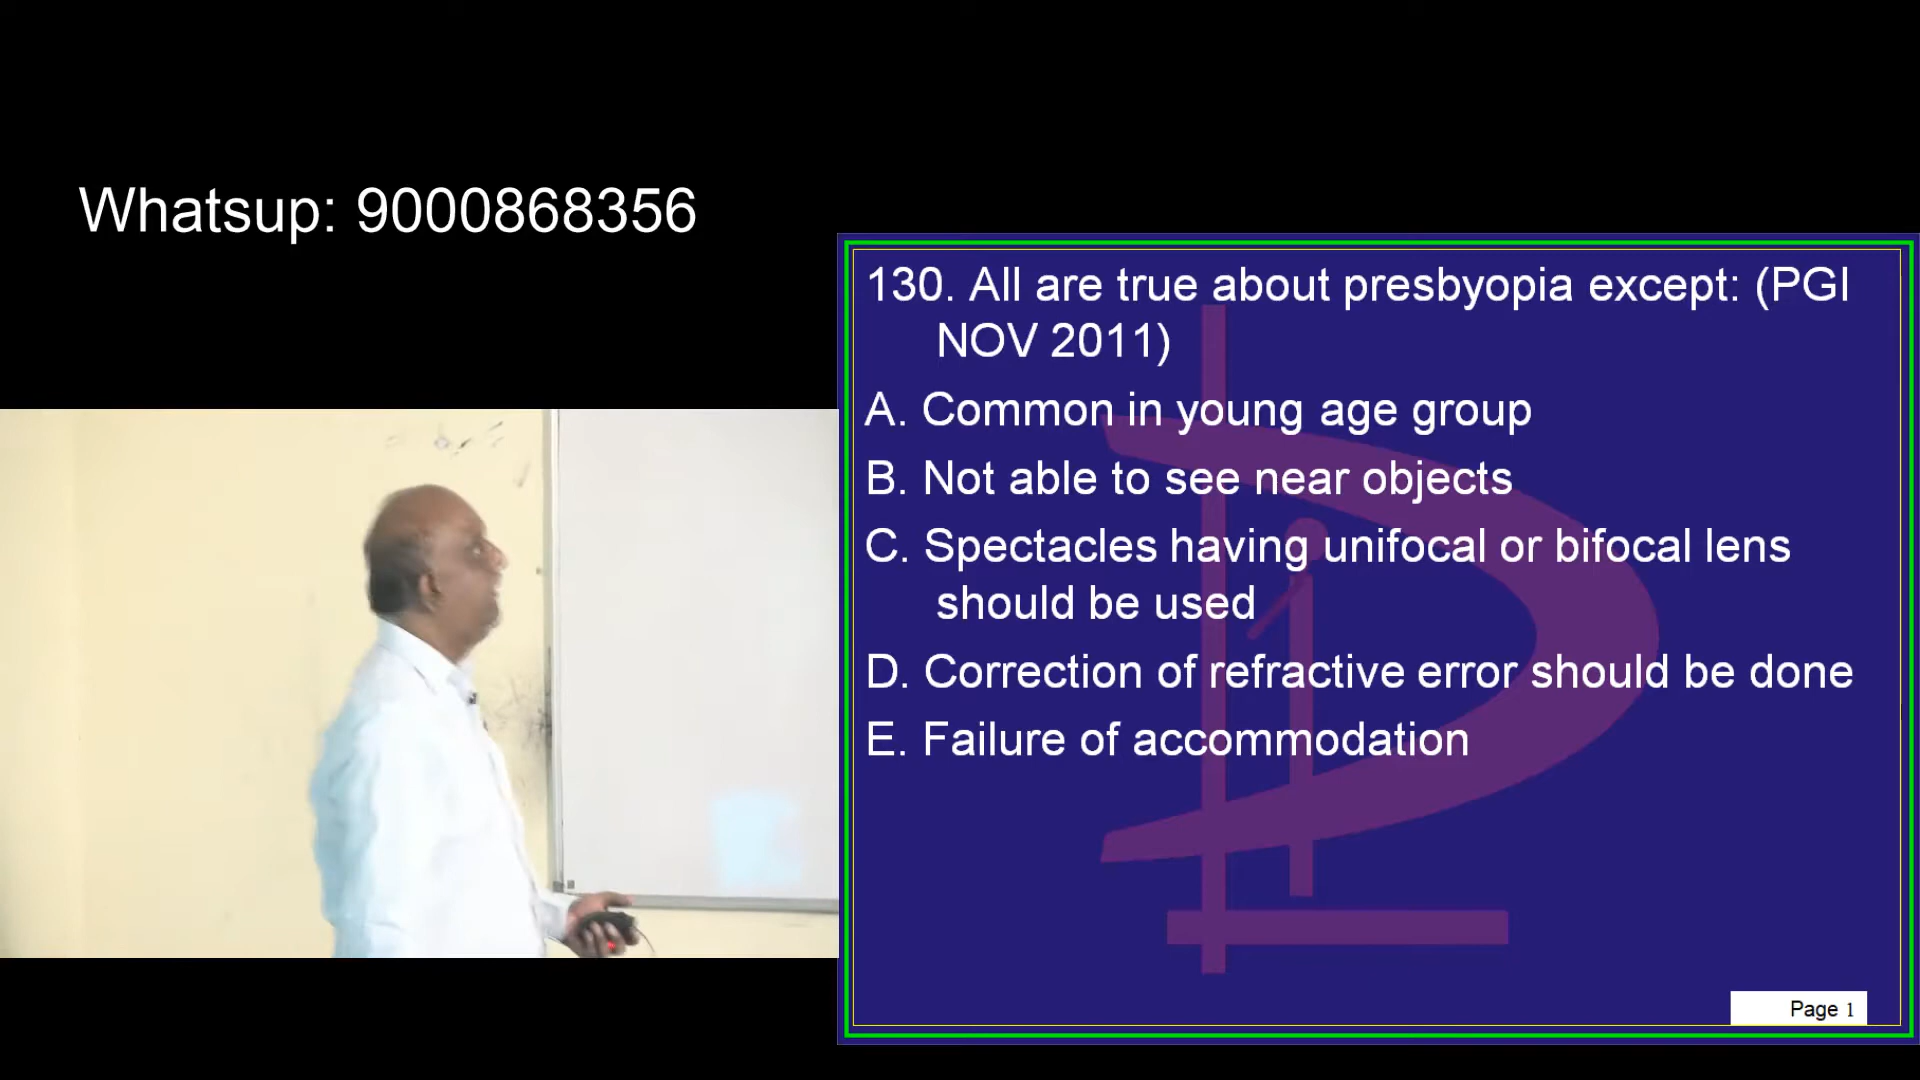 Whatsup: 9000868356
130. All are true about presbyopia except: (PGI
NOV 2011)
A. Common in young age group
B. Not able to see near objects
C. Spectacles having unifocal or bifocal lens
should be used
D. Correction of refractive error should be done
E. Failure of accommodation
Page 1